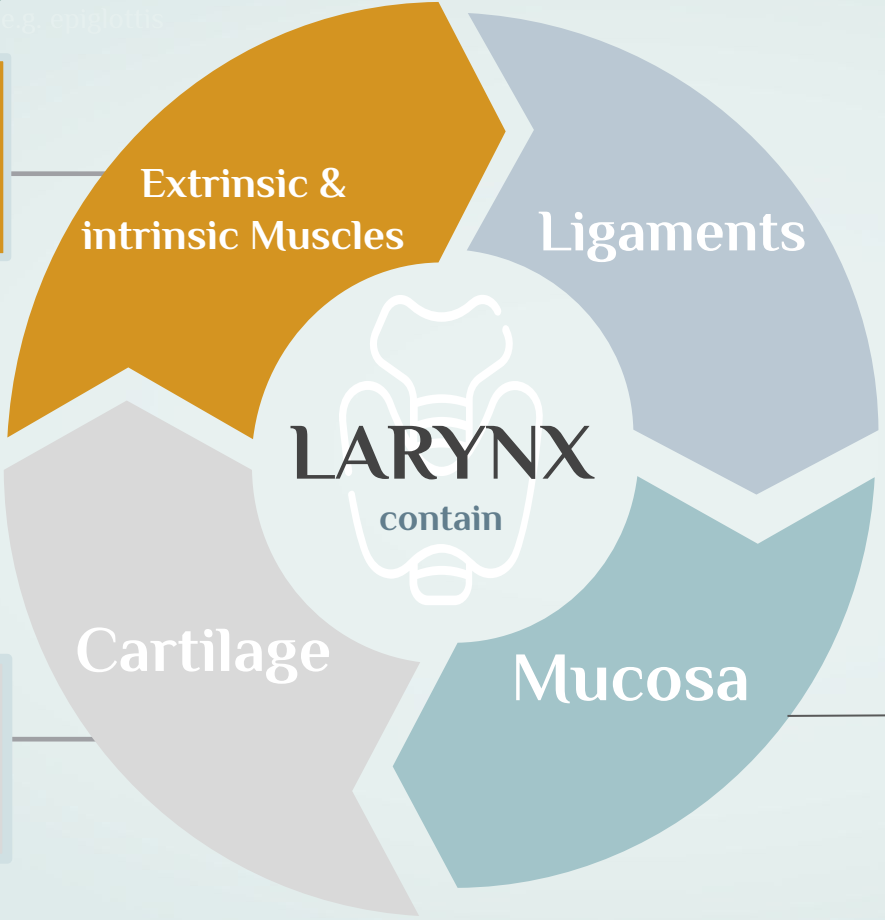 e.g. epiglottis
Extrinsic &
intrinsic Muscles
Ligaments
LARYNX
contain
Cartilage
Mucosa